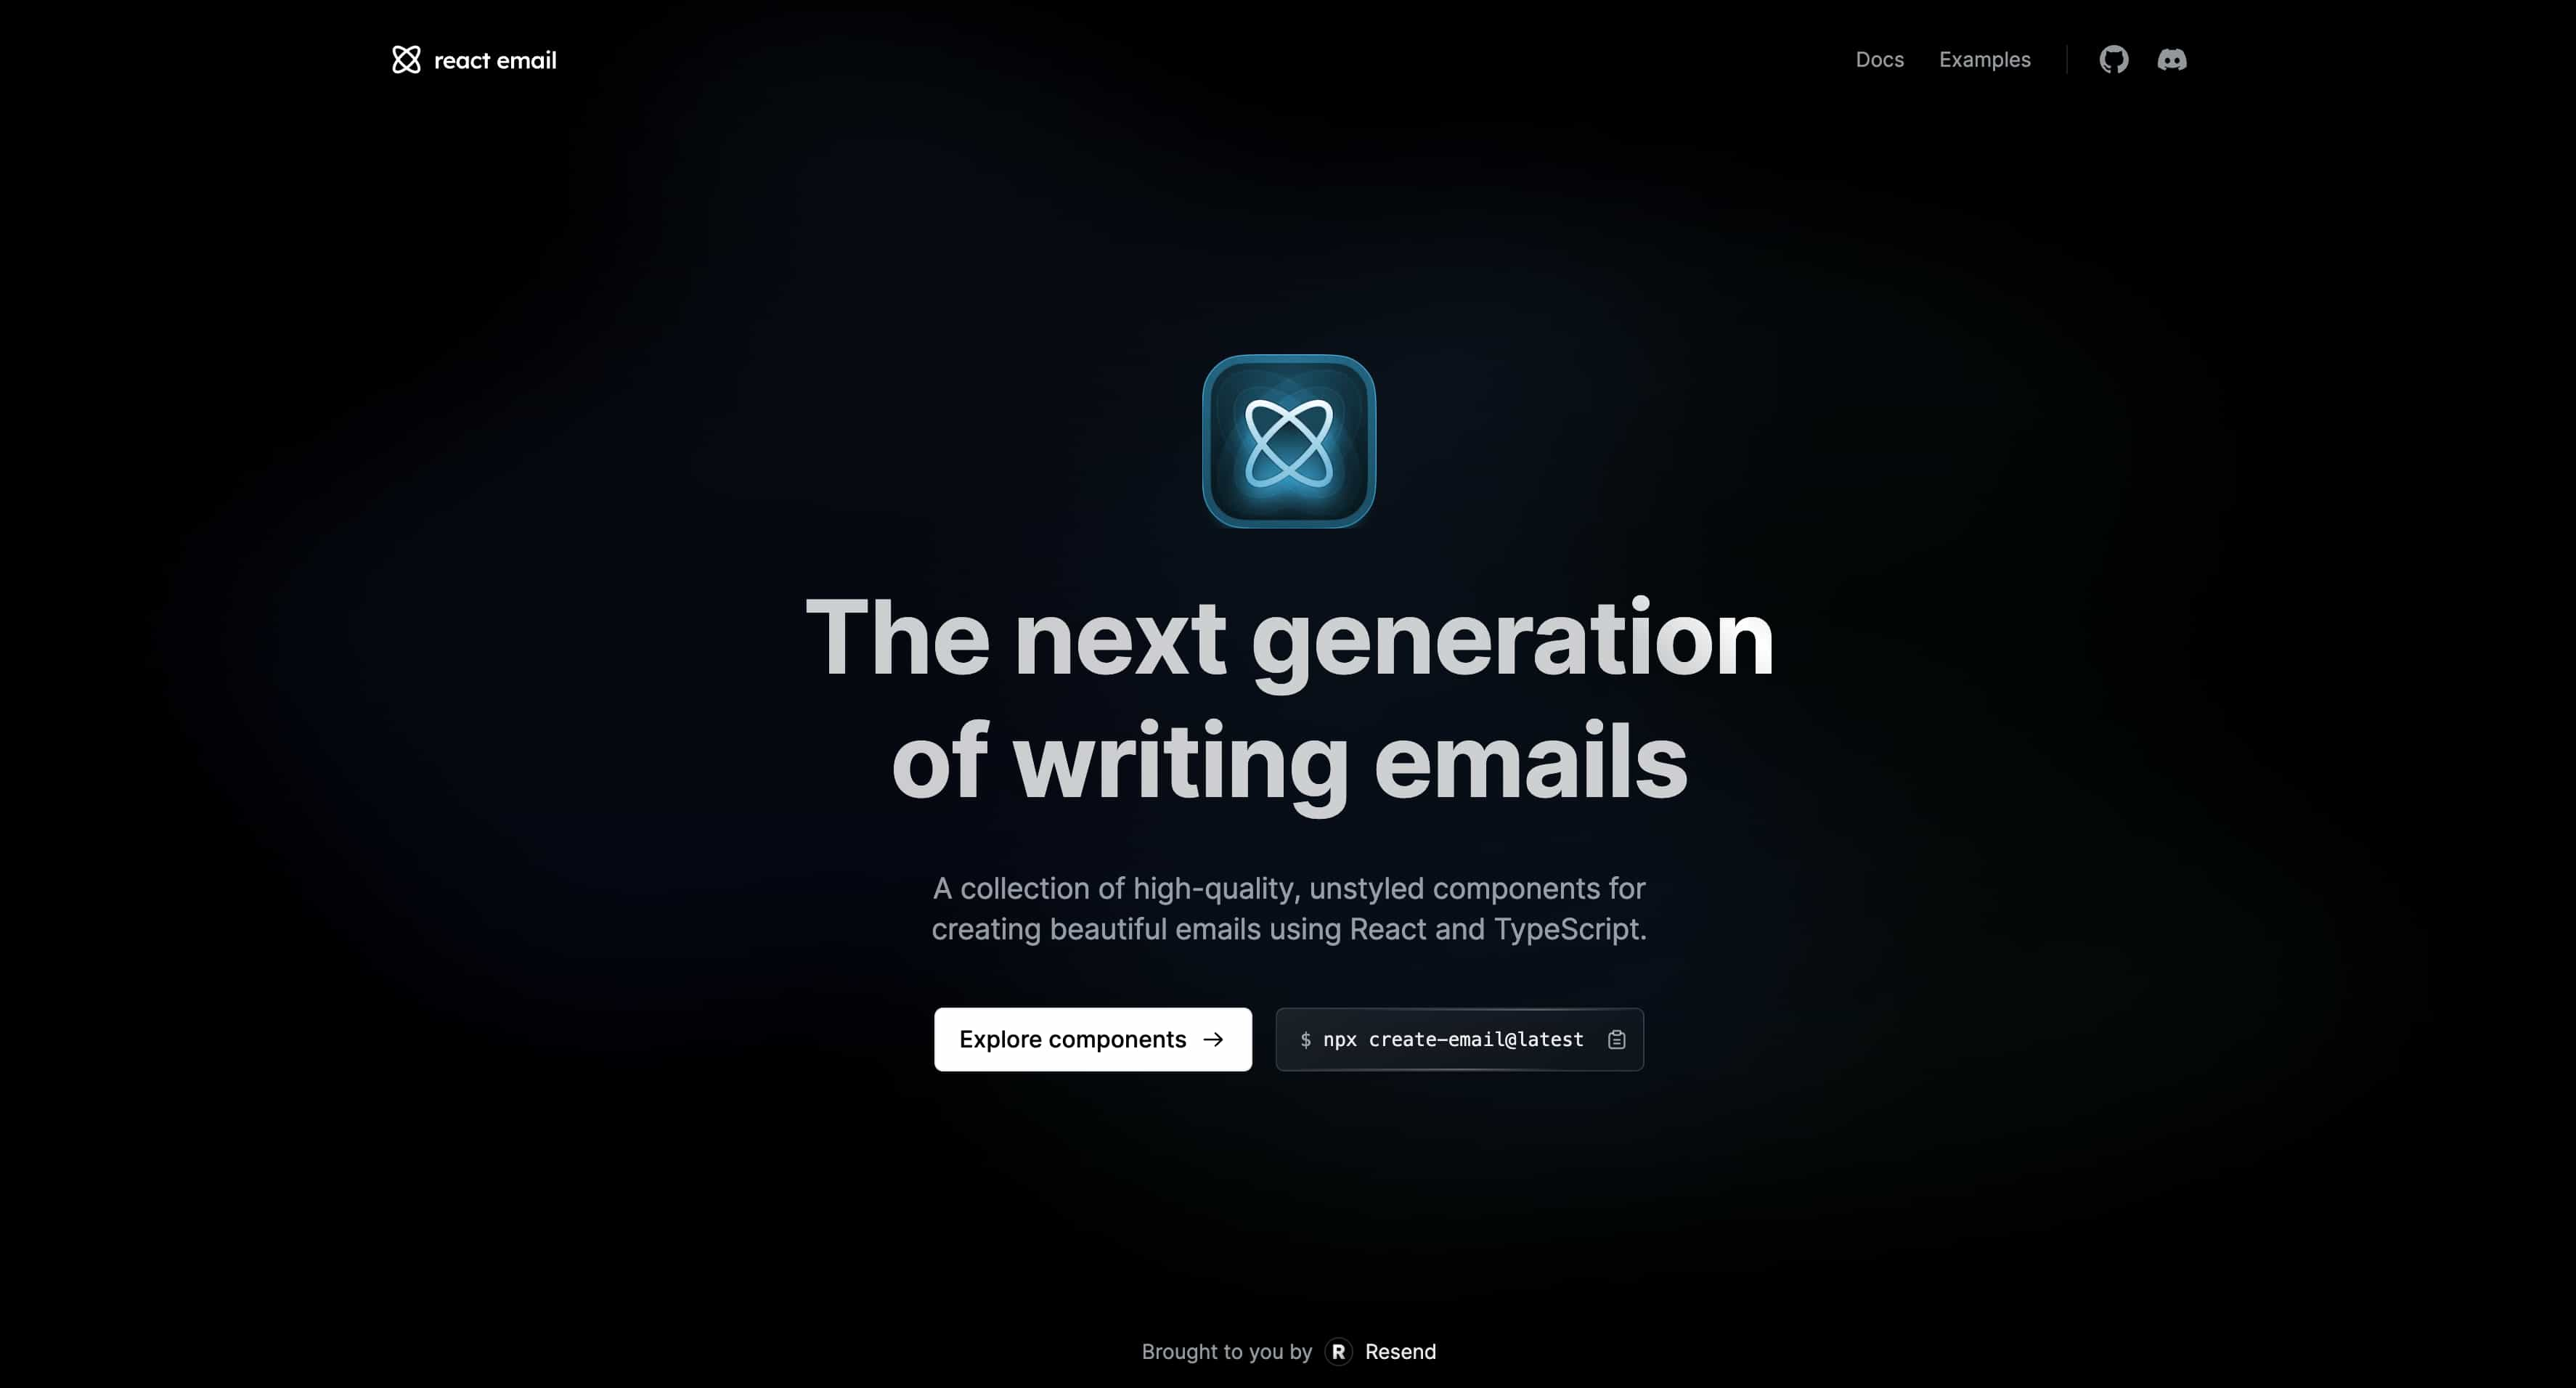 react email
Docs
Examples
The next generation
of writing emails
A collection of high-quality, unstyled components for
creating beautiful emails using React and TypeScript.
Explore components →
$ npx create-email@latest
Brought to you by R Resend